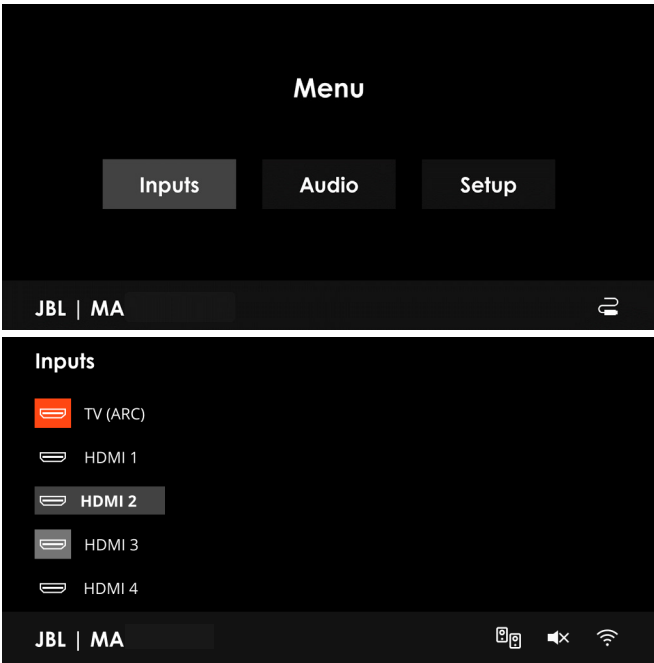 Menu
Inputs Audio Setup
JBL | MA
Inputs
TV (ARC)
HDMI 1
HDMI 2
HDMI 3
HDMI 4
JBL | MA